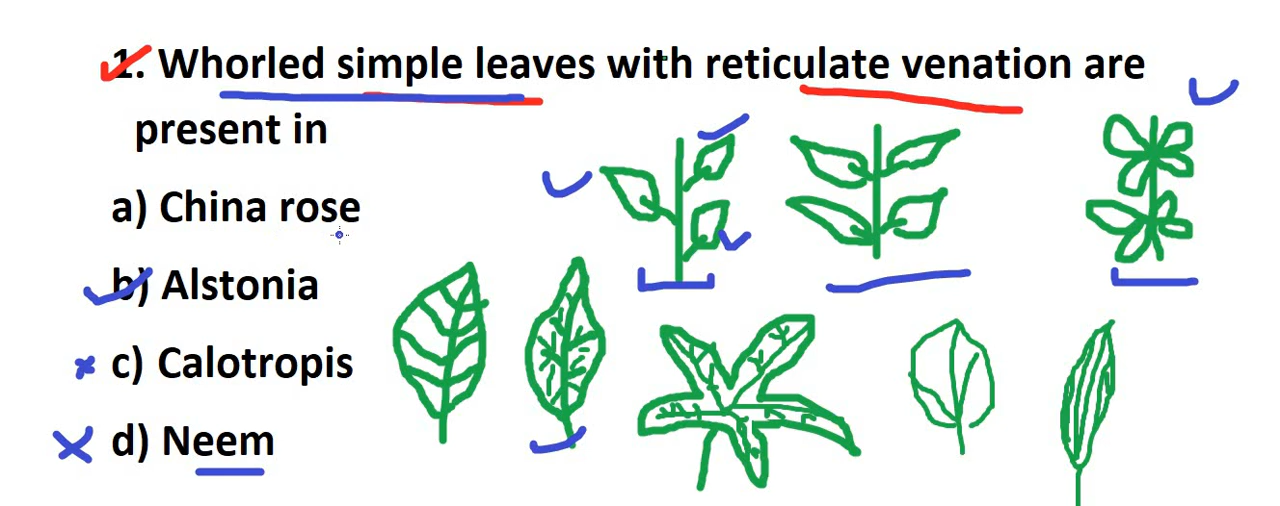 1. Whorled simple leaves with reticulate venation are
present in
a) China rose
b) Alstonia
c) Calotropis
d) Neem